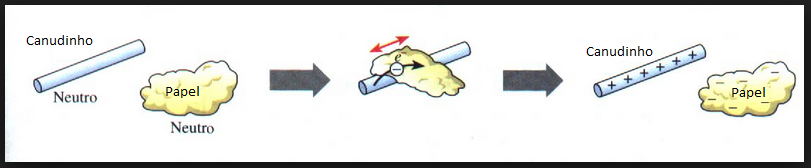 Canudinho
Neutro
Papel
Neutro
e
−
Canudinho
+ + + + + +
Papel
− − − − − −